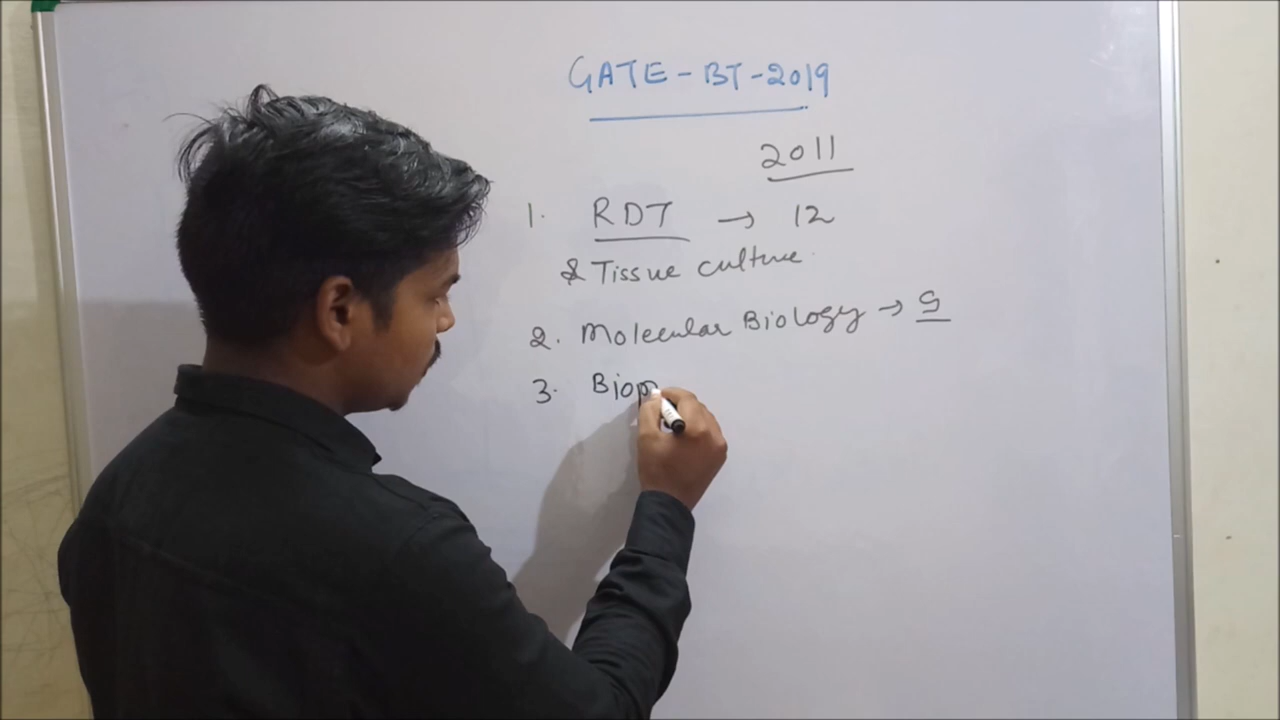 GATE-BT-2019
2011
1. RDT → 12
& Tissue culture
2. Molecular Biology → 9
3. Biop